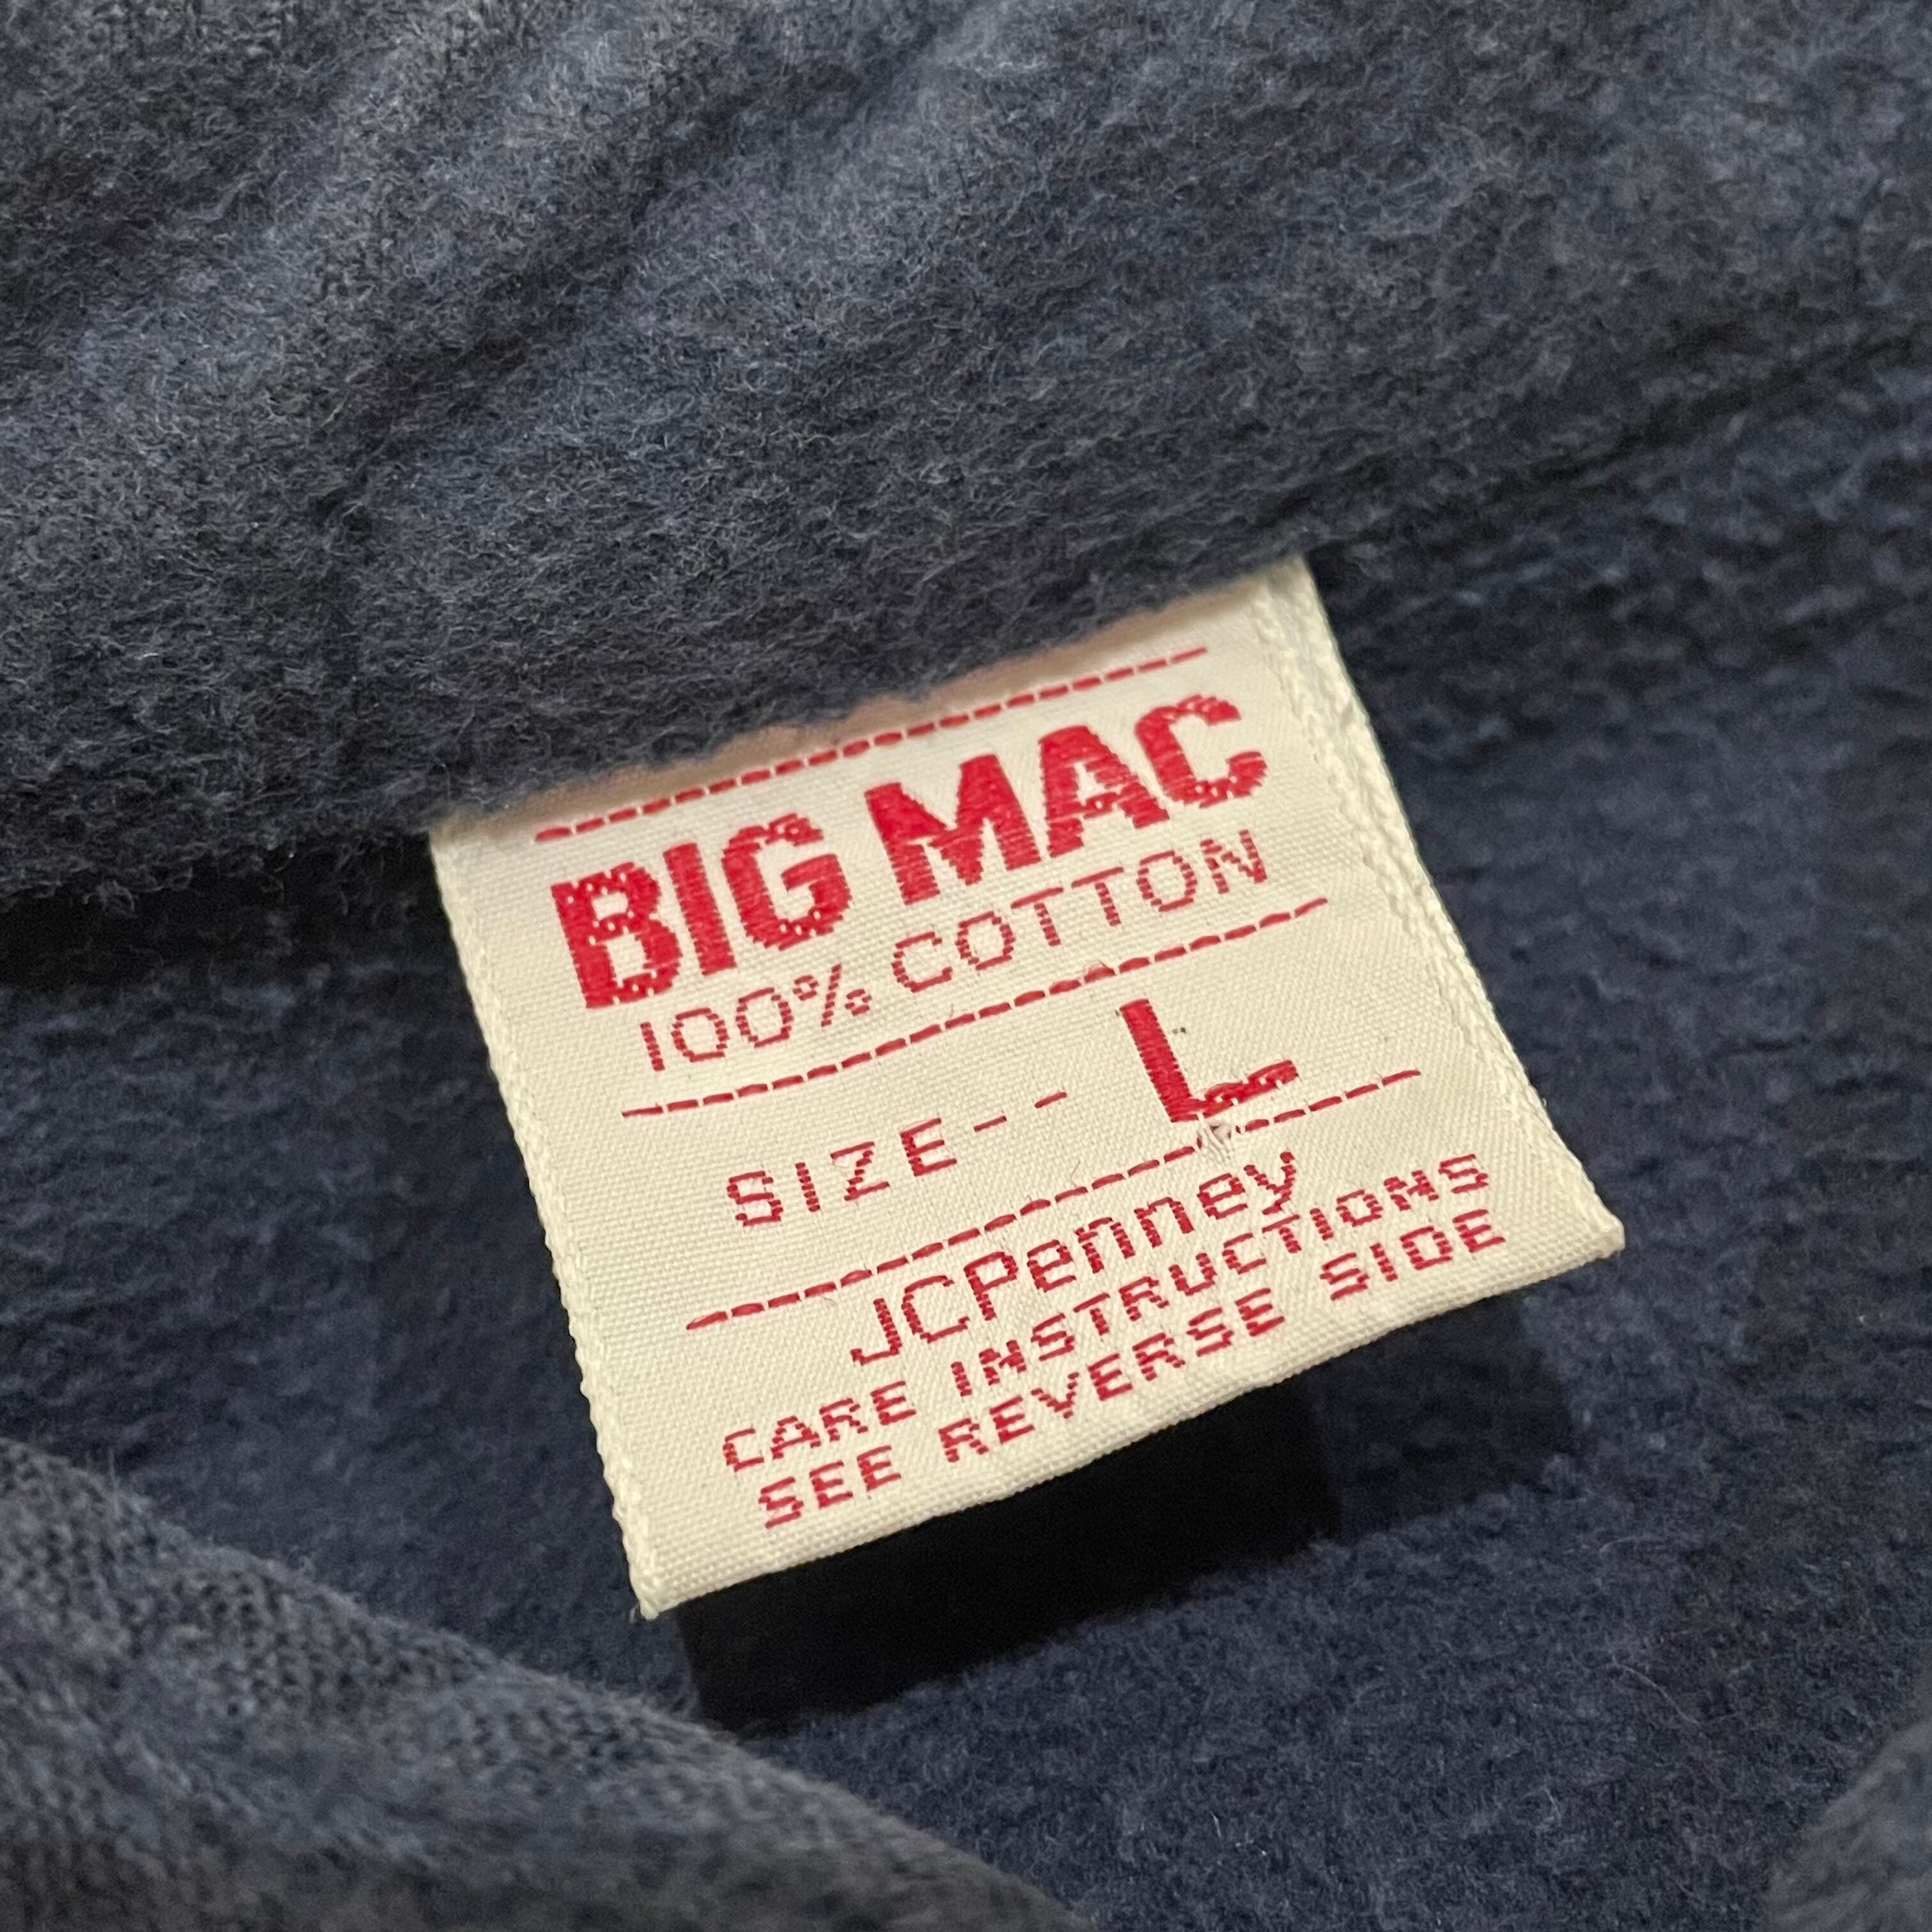 BIG MAC
100% COTTON
SIZE-- L
JCPenney
CARE INSTRUCTIONS
SEE REVERSE SIDE